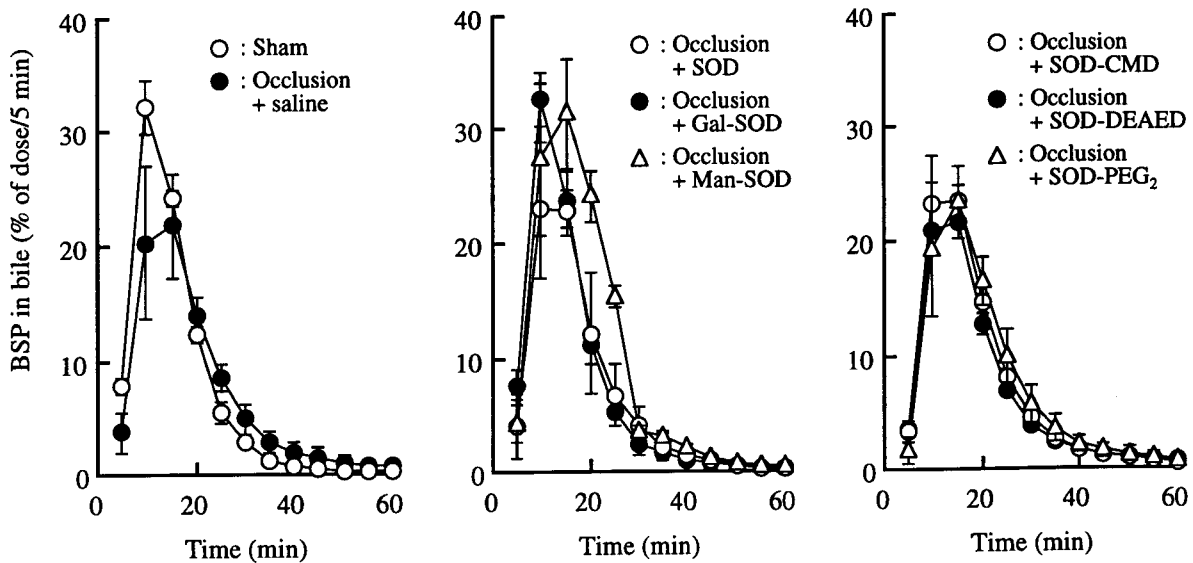 BSP in bile (% of dose/5 min)
40
30
20
10
0
0
20
40
60
Time (min)
: Sham
: Occlusion
+ saline
40
30
20
10
0
0
20
40
60
Time (min)
: Occlusion
+ SOD
: Occlusion
+ Gal-SOD
: Occlusion
+ Man-SOD
40
30
20
10
0
0
20
40
60
Time (min)
: Occlusion
+ SOD-CMD
: Occlusion
+ SOD-DEAED
: Occlusion
+ SOD-PEG₂